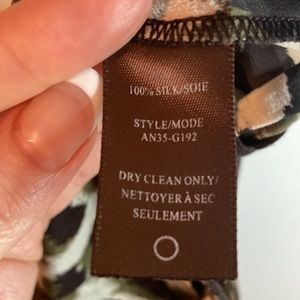 100% SILK/SOIE
STYLE/MODE
AN35-G192
DRY CLEAN ONLY/
NETTOYER À SEC
SEULEMENT